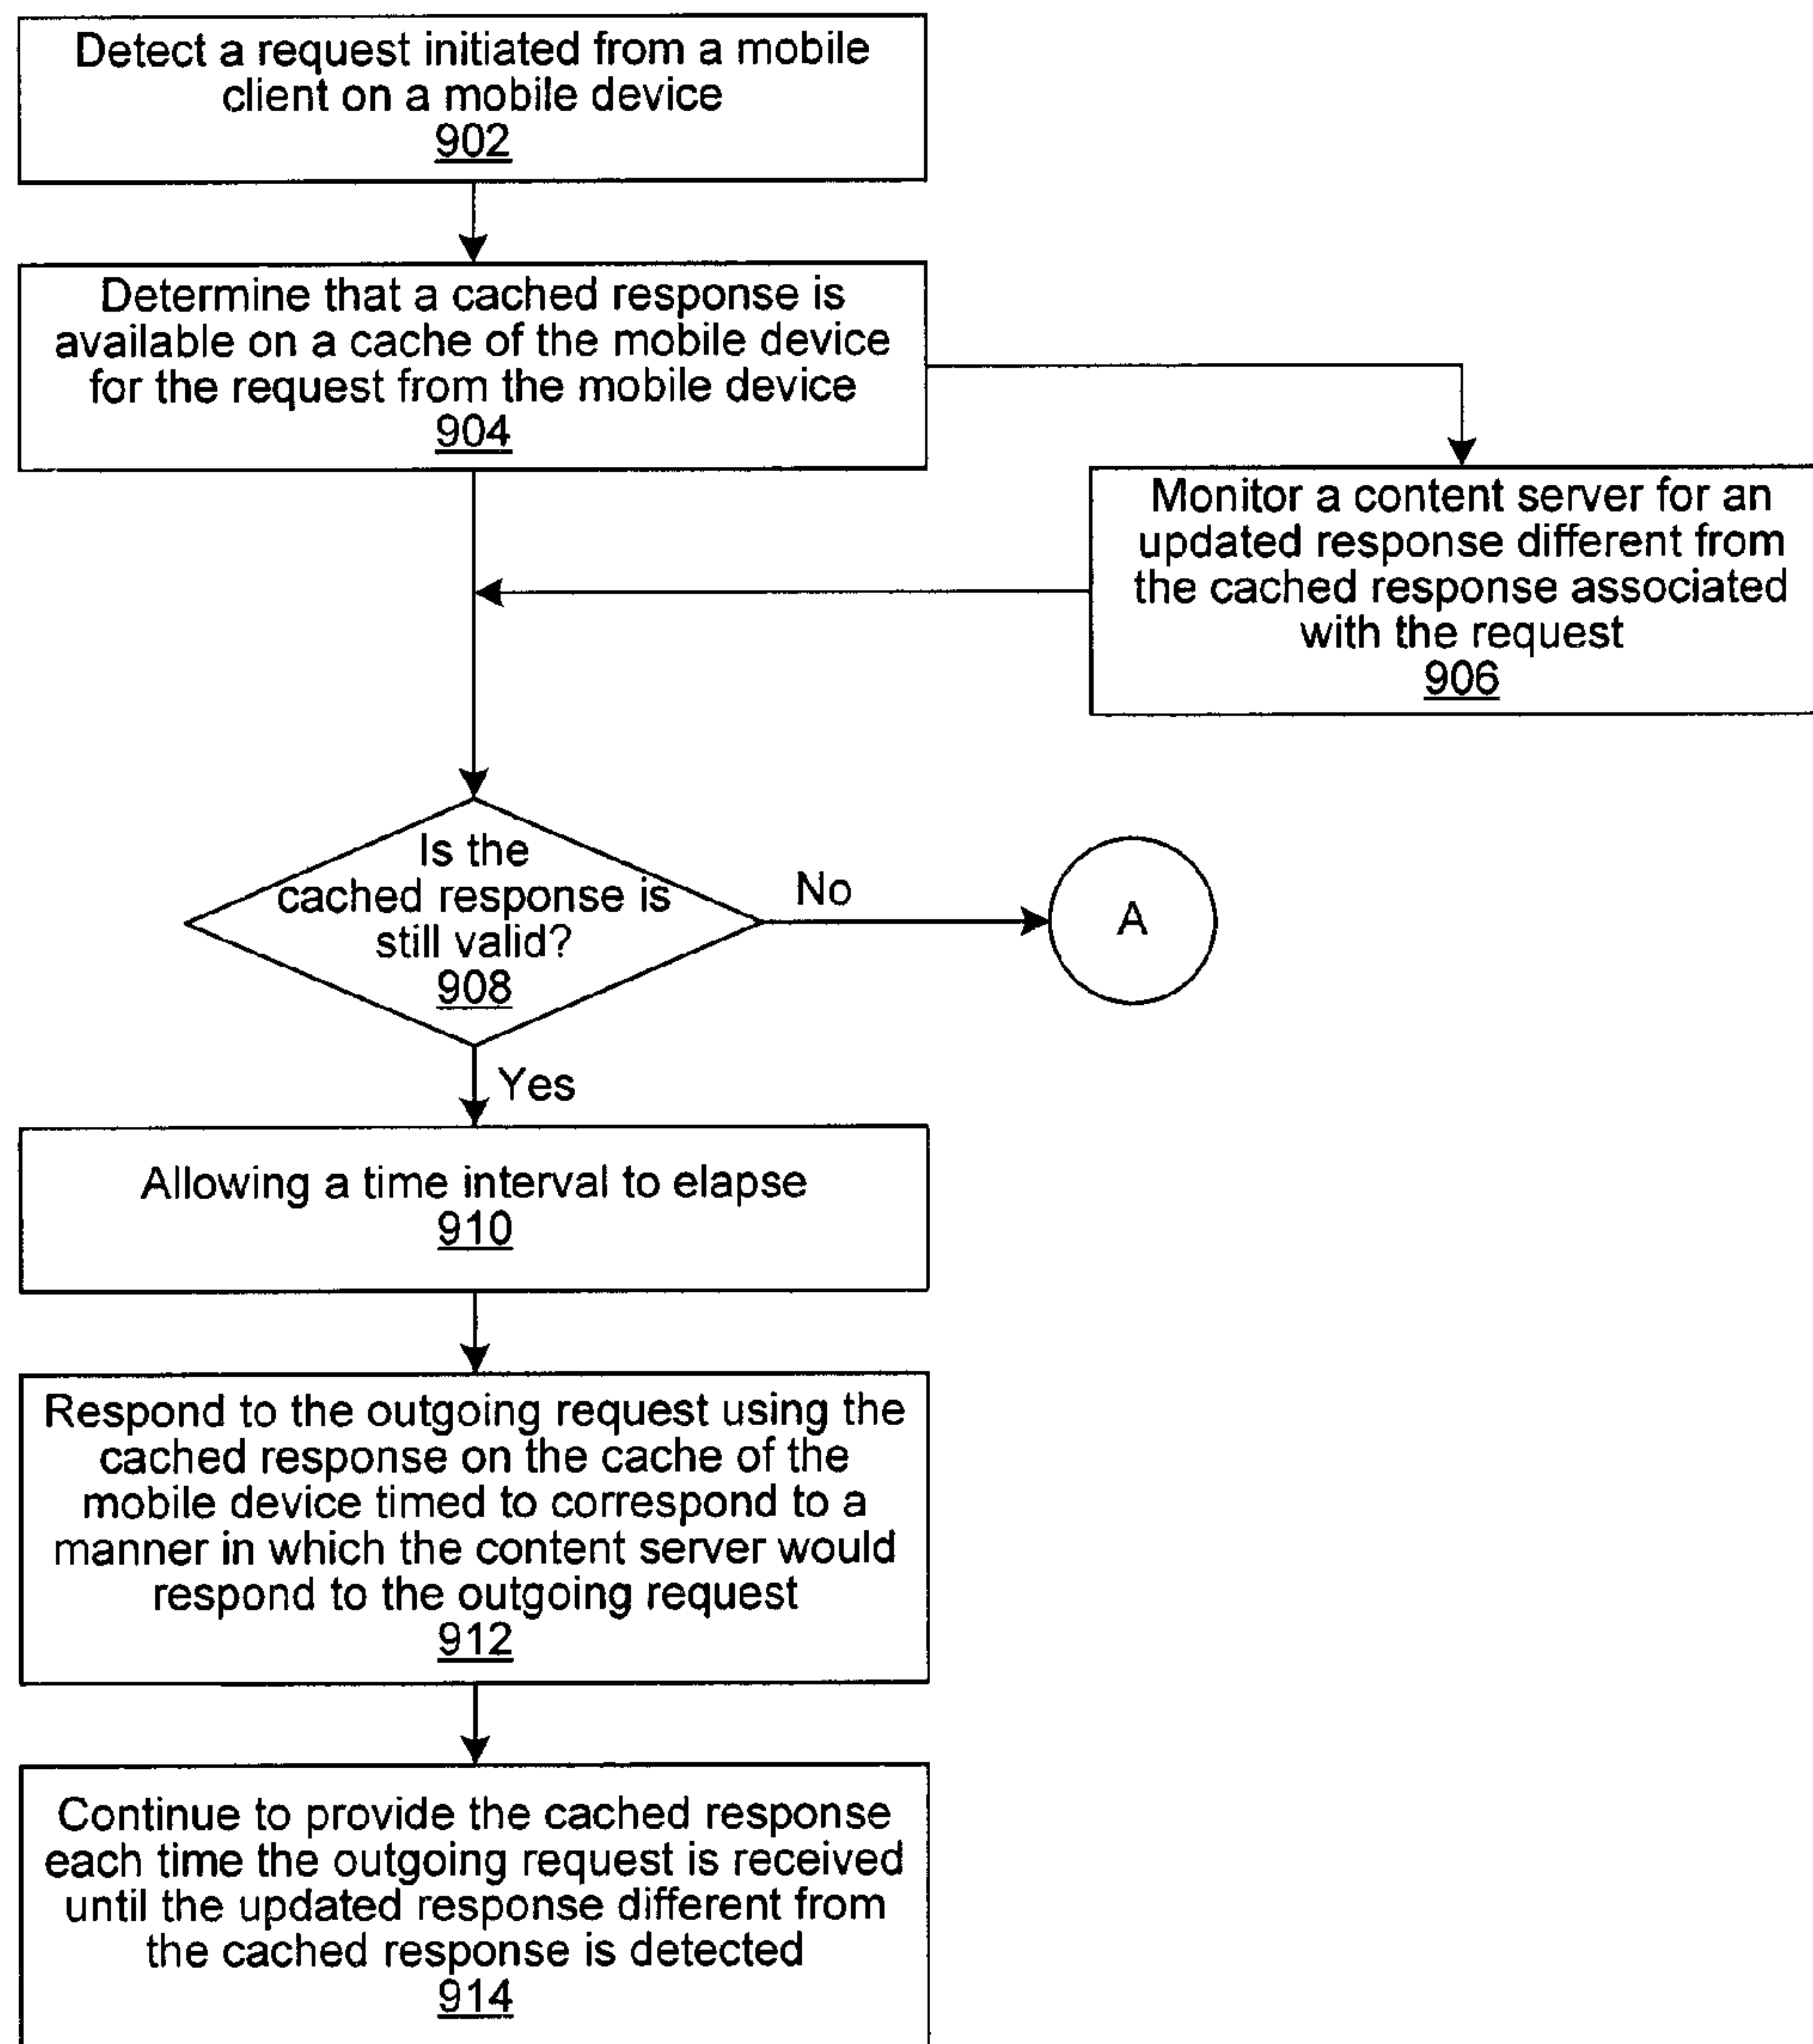 Detect a request initiated from a mobile
client on a mobile device
902
Determine that a cached response is
available on a cache of the mobile device
for the request from the mobile device
904
Monitor a content server for an
updated response different from
the cached response associated
with the request
906
Is the
cached response is
still valid?
908
No
A
Yes
Allowing a time interval to elapse
910
Respond to the outgoing request using the
cached response on the cache of the
mobile device timed to correspond to a
manner in which the content server would
respond to the outgoing request
912
Continue to provide the cached response
each time the outgoing request is received
until the updated response different from
the cached response is detected
914